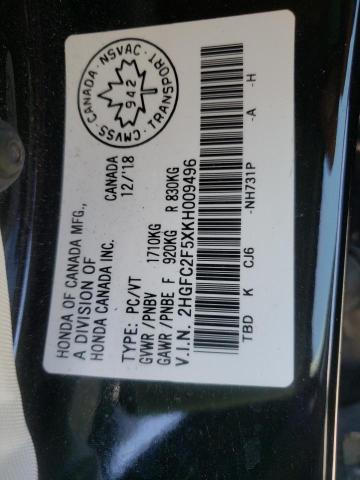 HONDA OF CANADA MFG.,
A DIVISION OF
HONDA CANADA INC.
CANADA
12/'18
CANADA-NSVAC
942
CMVSS-TRANSPORT
TYPE: PC/VT
GVWR/PNBV 1710KG
GAWR/PNBE F 920KG R 830KG
V.I.N. 2HGFC2F5XKH009496
TBD K CJ6 -NH731P -A -H